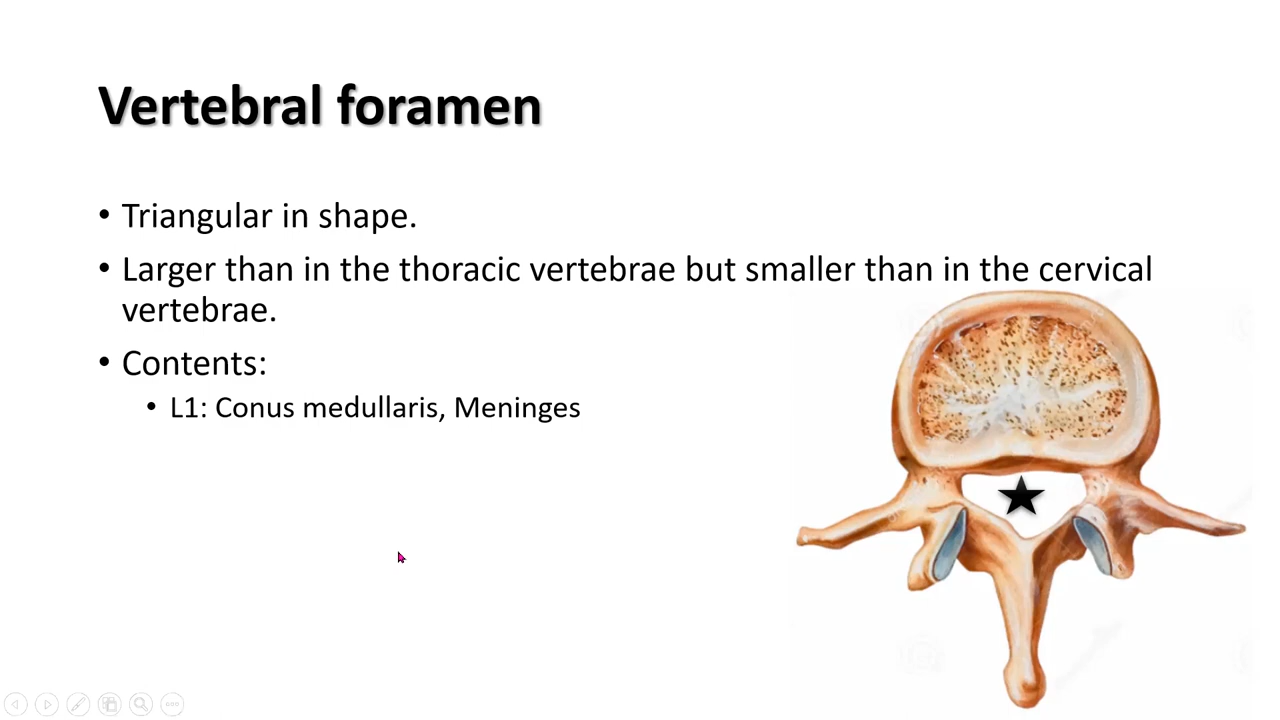 Vertebral foramen
• Triangular in shape.
• Larger than in the thoracic vertebrae but smaller than in the cervical
vertebrae.
• Contents:
• L1: Conus medullaris, Meninges